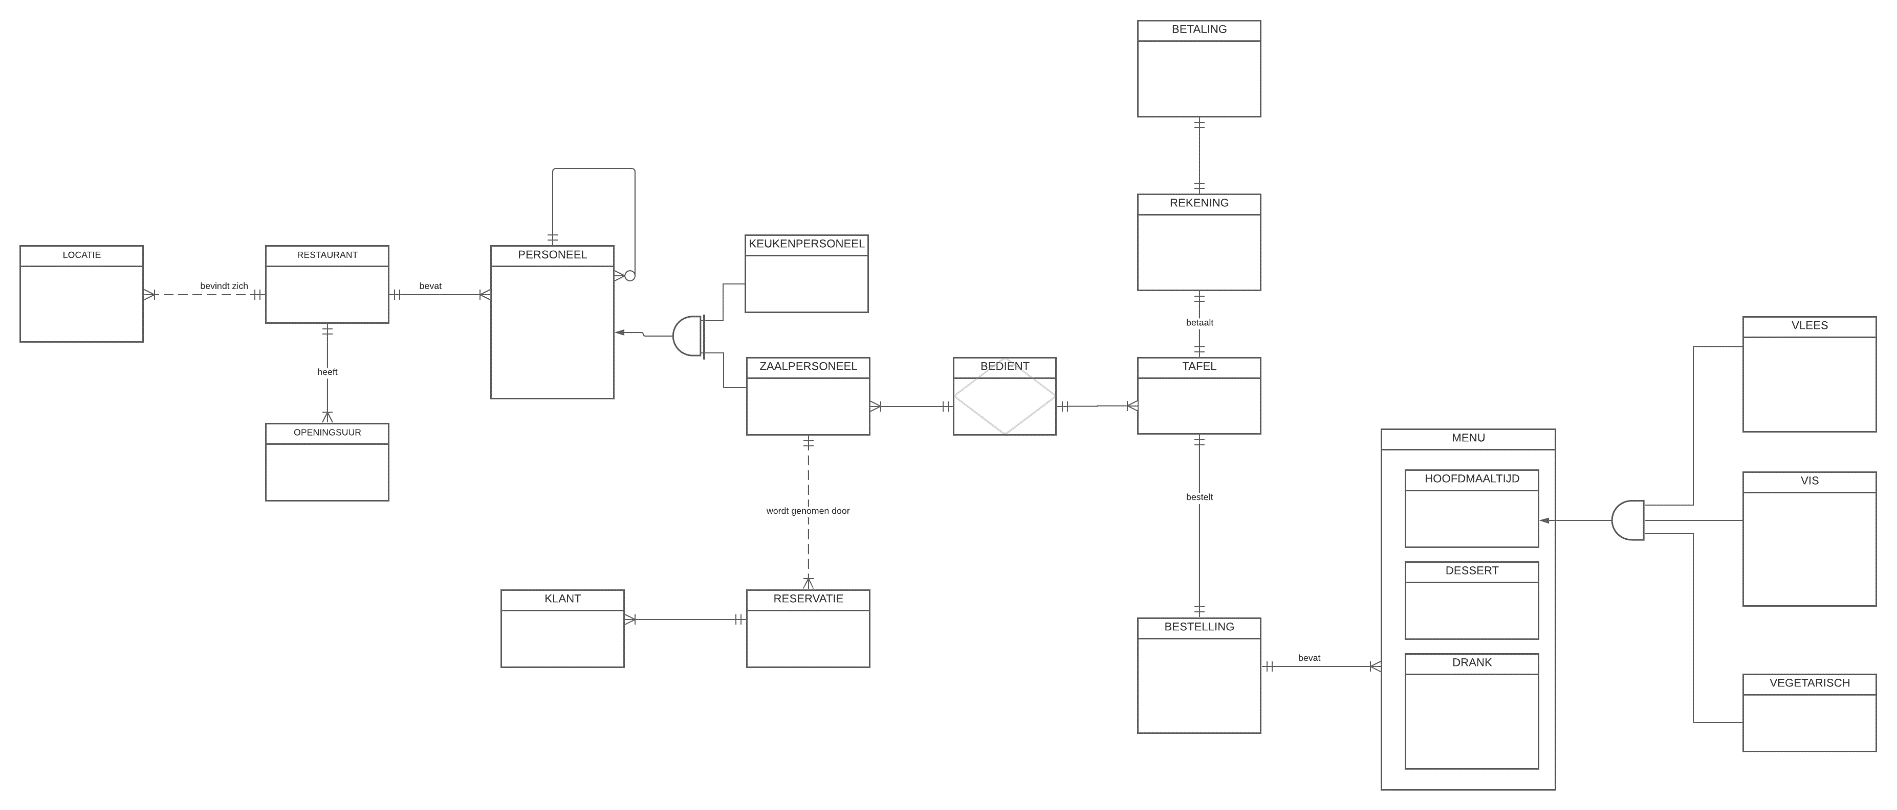 BETALING
REKENING
KEUKENPERSONEEL
LOCATIE
RESTAURANT
PERSONEEL
bevindt zich
bevat
betaalt
VLEES
heeft
ZAALPERSONEEL
BEDIENT
TAFEL
OPENINGSUUR
MENU
HOOFDMAALTIJD
VIS
bestelt
wordt genomen door
DESSERT
KLANT
RESERVATIE
BESTELLING
bevat
DRANK
VEGETARISCH